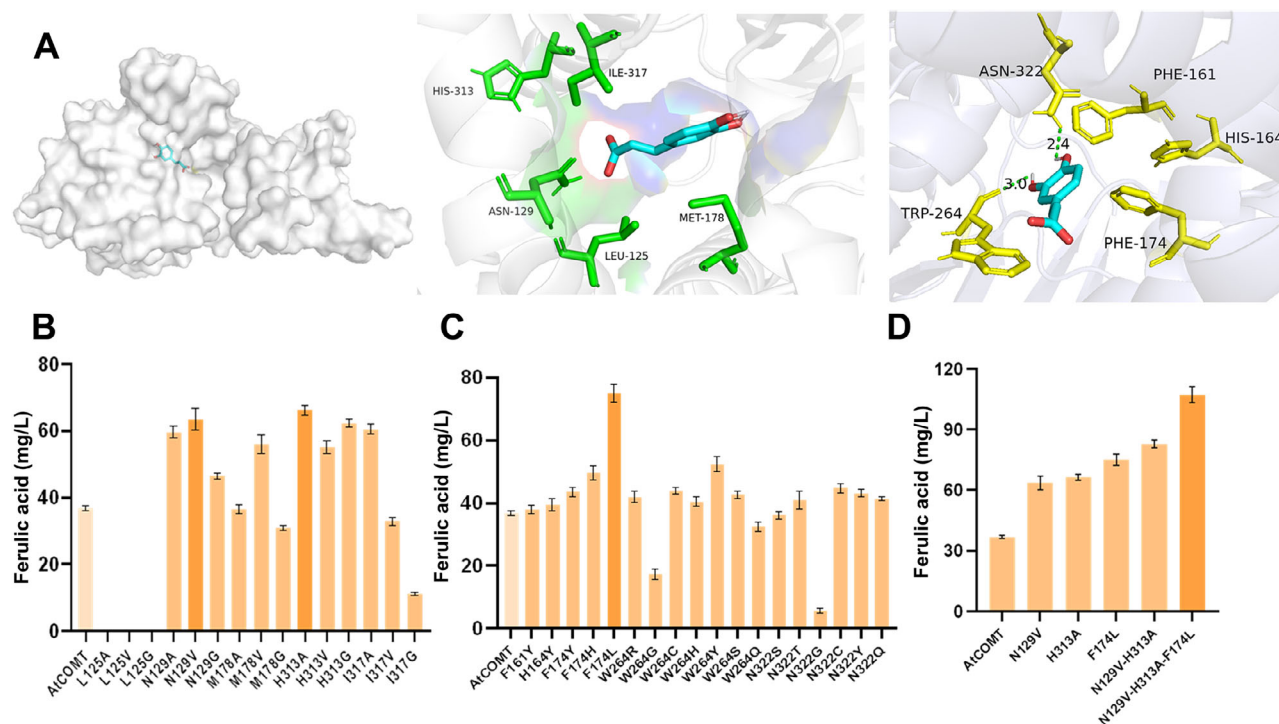 A
HIS-313
ILE-317
ASN-129
LEU-125
MET-178
ASN-322
PHE-161
HIS-164
2.4
3.0
TRP-264
PHE-174
B
Ferulic acid (mg/L)
80
60
40
20
0
AtCOMT
L125A
L125V
L125G
N129A
N129V
N129G
M178A
M178V
M178G
H313A
H313V
H313G
I317A
I317V
I317G
C
Ferulic acid (mg/L)
80
60
40
20
0
AtCOMT
F161Y
H164Y
F174Y
F174H
F174L
W264R
W264G
W264C
W264H
W264Y
W264S
W264Q
N322S
N322T
N322G
N322C
N322Y
N322Q
D
Ferulic acid (mg/L)
120
90
60
30
0
AtCOMT
N129V
H313A
F174L
N129V-H313A
N129V-H313A-F174L